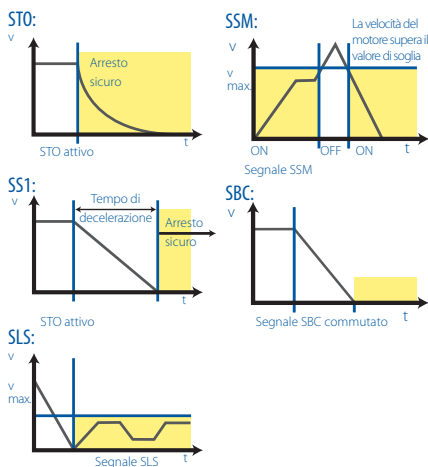 STO:
v
Arresto
sicuro
t
STO attivo
SSM:
La velocità del
motore supera il
valore di soglia
v
v
max.
t
ON
OFF
ON
Segnale SSM
SS1:
v
Tempo di
decelerazione
Arresto
sicuro
t
STO attivo
SBC:
v
t
Segnale SBC commutato
SLS:
v
v
max.
t
Segnale SLS